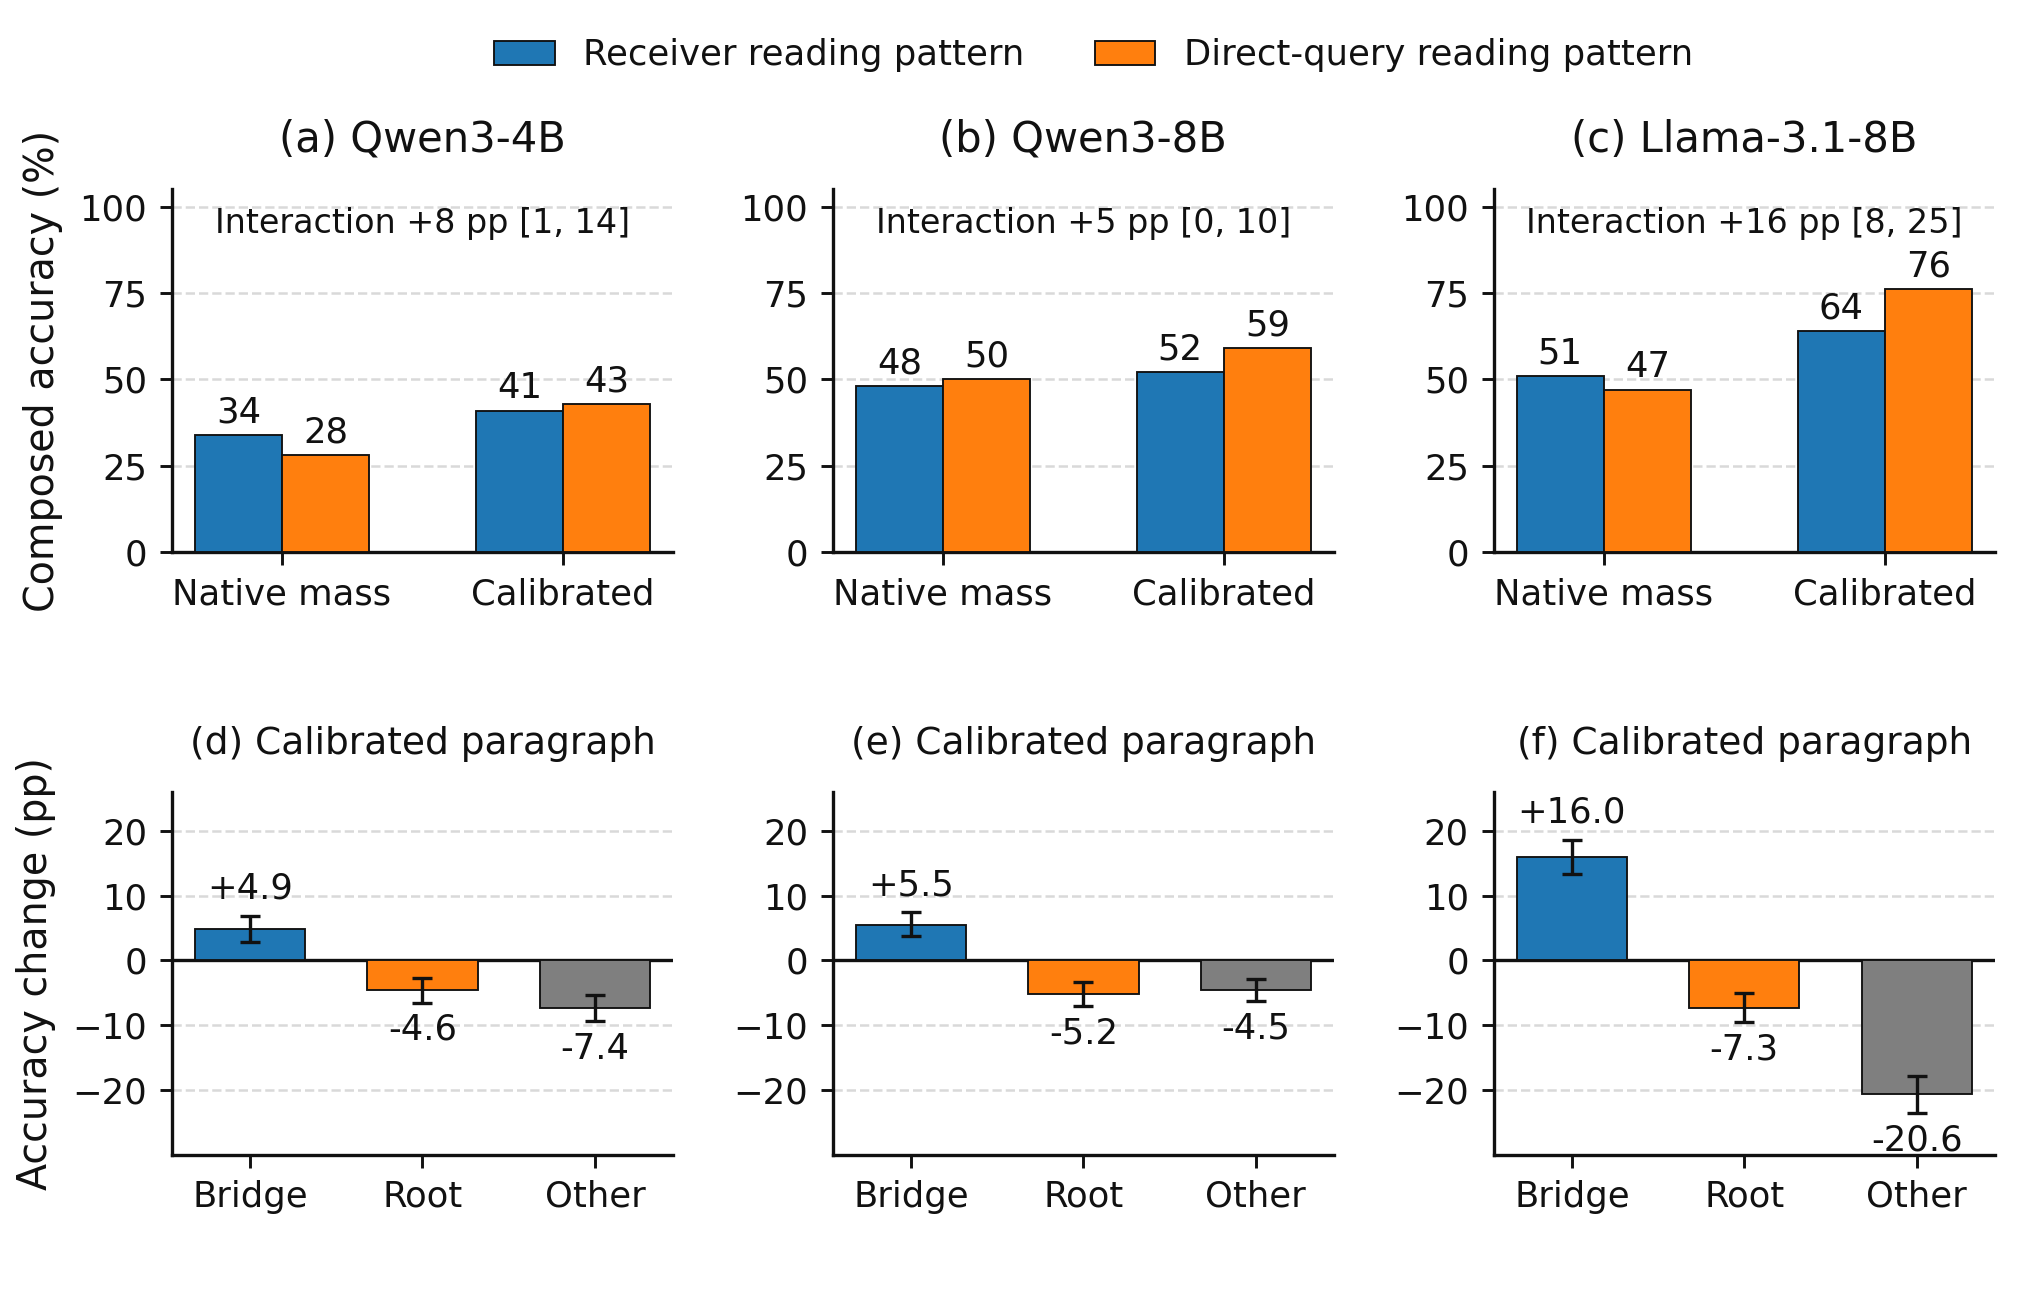 Receiver reading pattern
Direct-query reading pattern
Composed accuracy (%)
(a) Qwen3-4B
Interaction +8 pp [1, 14]
100
75
50
25
0
34
28
41
43
Native mass
Calibrated
(b) Qwen3-8B
Interaction +5 pp [0, 10]
100
75
50
25
0
48
50
52
59
Native mass
Calibrated
(c) Llama-3.1-8B
Interaction +16 pp [8, 25]
100
75
50
25
0
51
47
64
76
Native mass
Calibrated
Accuracy change (pp)
(d) Calibrated paragraph
20
10
0
−10
−20
+4.9
-4.6
-7.4
Bridge
Root
Other
(e) Calibrated paragraph
20
10
0
−10
−20
+5.5
-5.2
-4.5
Bridge
Root
Other
(f) Calibrated paragraph
20
10
0
−10
−20
+16.0
-7.3
-20.6
Bridge
Root
Other